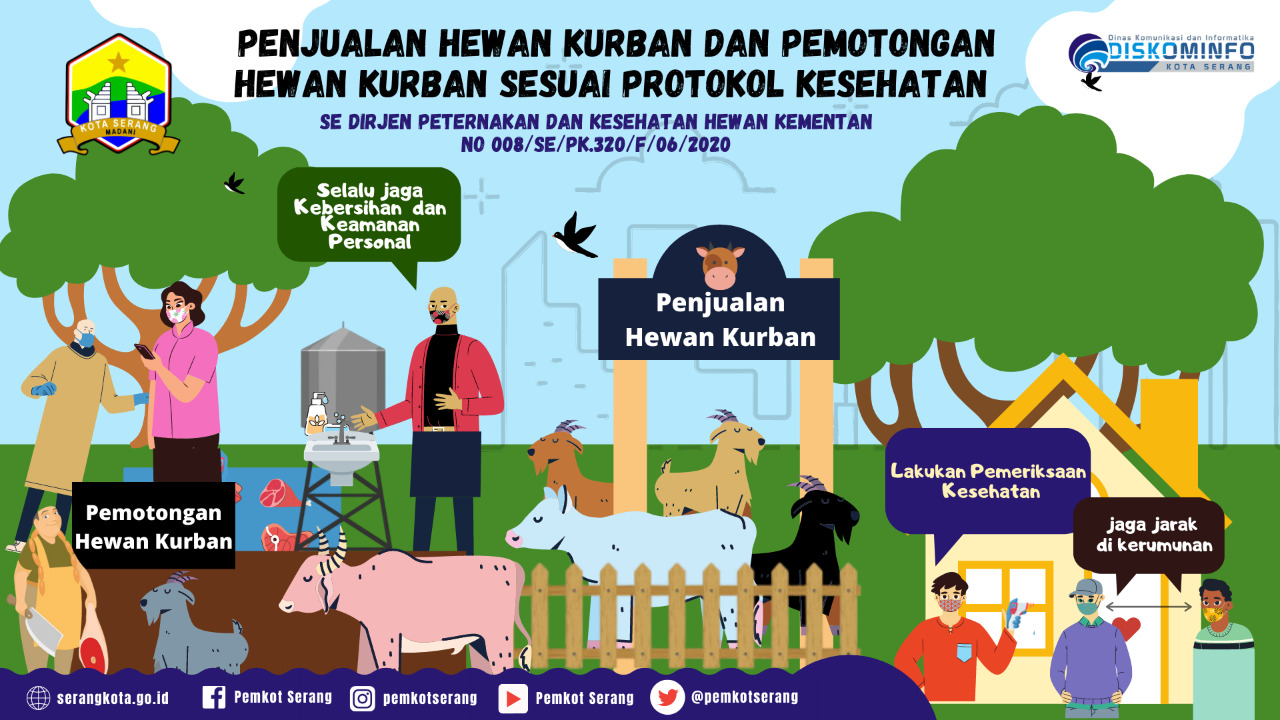 PENJUALAN HEWAN KURBAN DAN PEMOTONGAN
HEWAN KURBAN SESUAI PROTOKOL KESEHATAN
SE DIRJEN PETERNAKAN DAN KESEHATAN HEWAN KEMENTAN
NO 008/SE/PK.320/F/06/2020
KOTA SERANG
MADANI
Dinas Komunikasi dan Informatika
DISKOMINFO
KOTA SERANG
Selalu jaga
Kebersihan dan
Keamanan
Personal
Penjualan
Hewan Kurban
Pemotongan
Hewan Kurban
Lakukan Pemeriksaan
Kesehatan
jaga jarak
di kerumunan
serangkota.go.id
Pemkot Serang
pemkotserang
Pemkot Serang
@pemkotserang